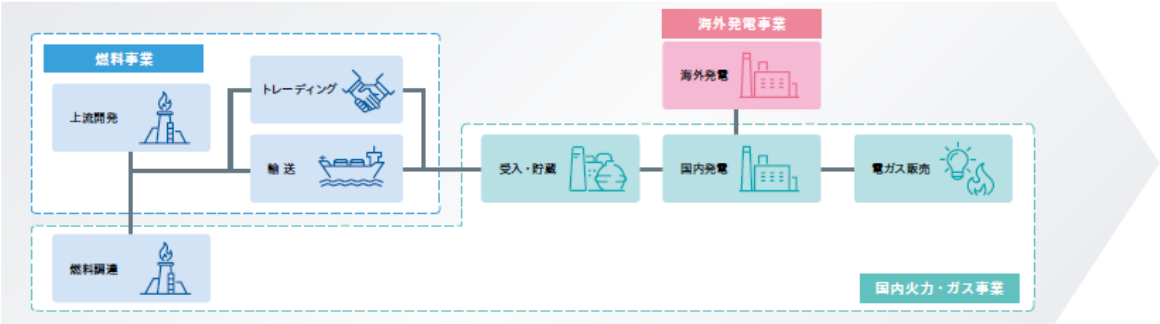 海外発電事業
燃料事業
海外発電
トレーディング
上流開発
輸送
受入・貯蔵
国内発電
電ガス販売
燃料調達
国内火力・ガス事業